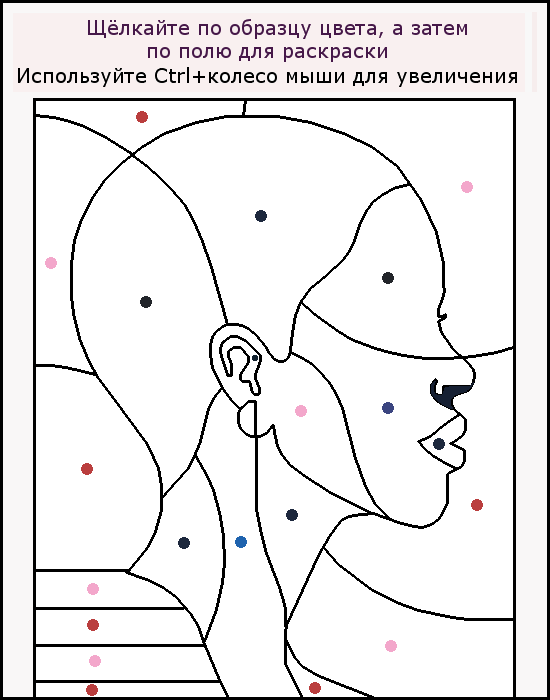 Щёлкайте по образцу цвета, а затем
по полю для раскраски
Используйте Ctrl+колесо мыши для увеличения